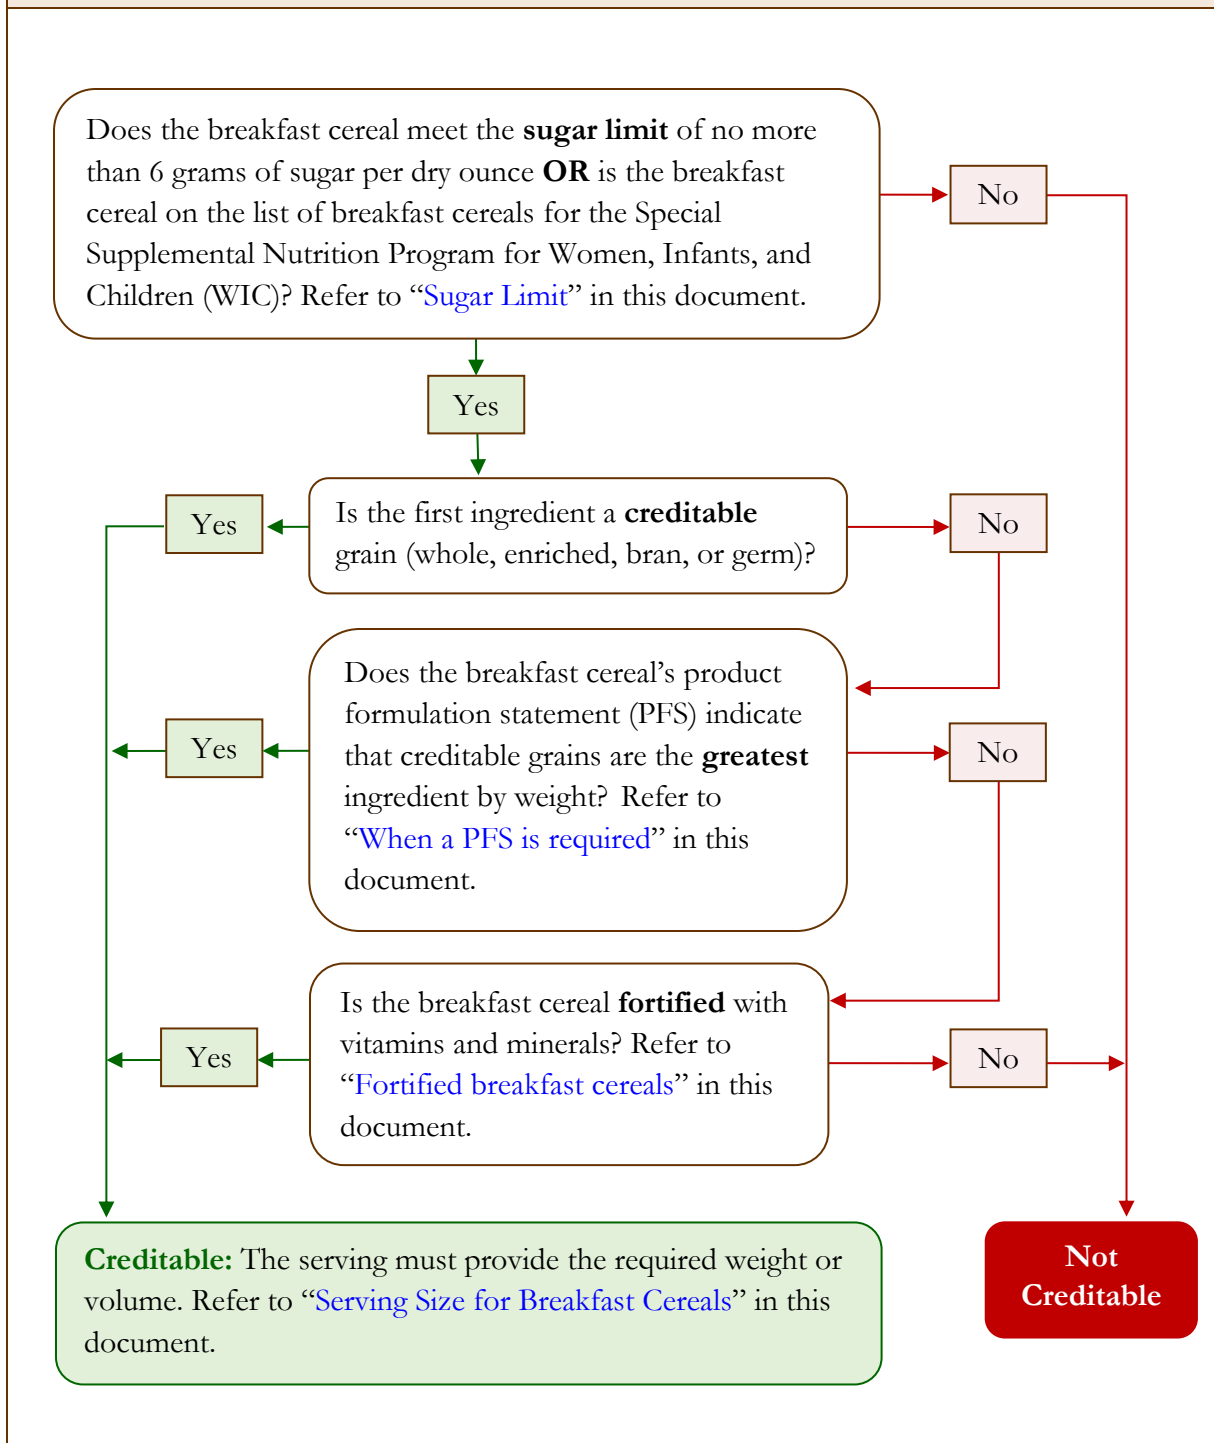 Does the breakfast cereal meet the sugar limit of no more
than 6 grams of sugar per dry ounce OR is the breakfast
cereal on the list of breakfast cereals for the Special
Supplemental Nutrition Program for Women, Infants, and
Children (WIC)? Refer to “Sugar Limit” in this document.
No
Yes
Yes
Is the first ingredient a creditable
grain (whole, enriched, bran, or germ)?
No
Does the breakfast cereal’s product
formulation statement (PFS) indicate
that creditable grains are the greatest
ingredient by weight? Refer to
“When a PFS is required” in this
document.
Yes
No
Is the breakfast cereal fortified with
vitamins and minerals? Refer to
“Fortified breakfast cereals” in this
document.
Yes
No
Creditable: The serving must provide the required weight or
volume. Refer to “Serving Size for Breakfast Cereals” in this
document.
Not
Creditable